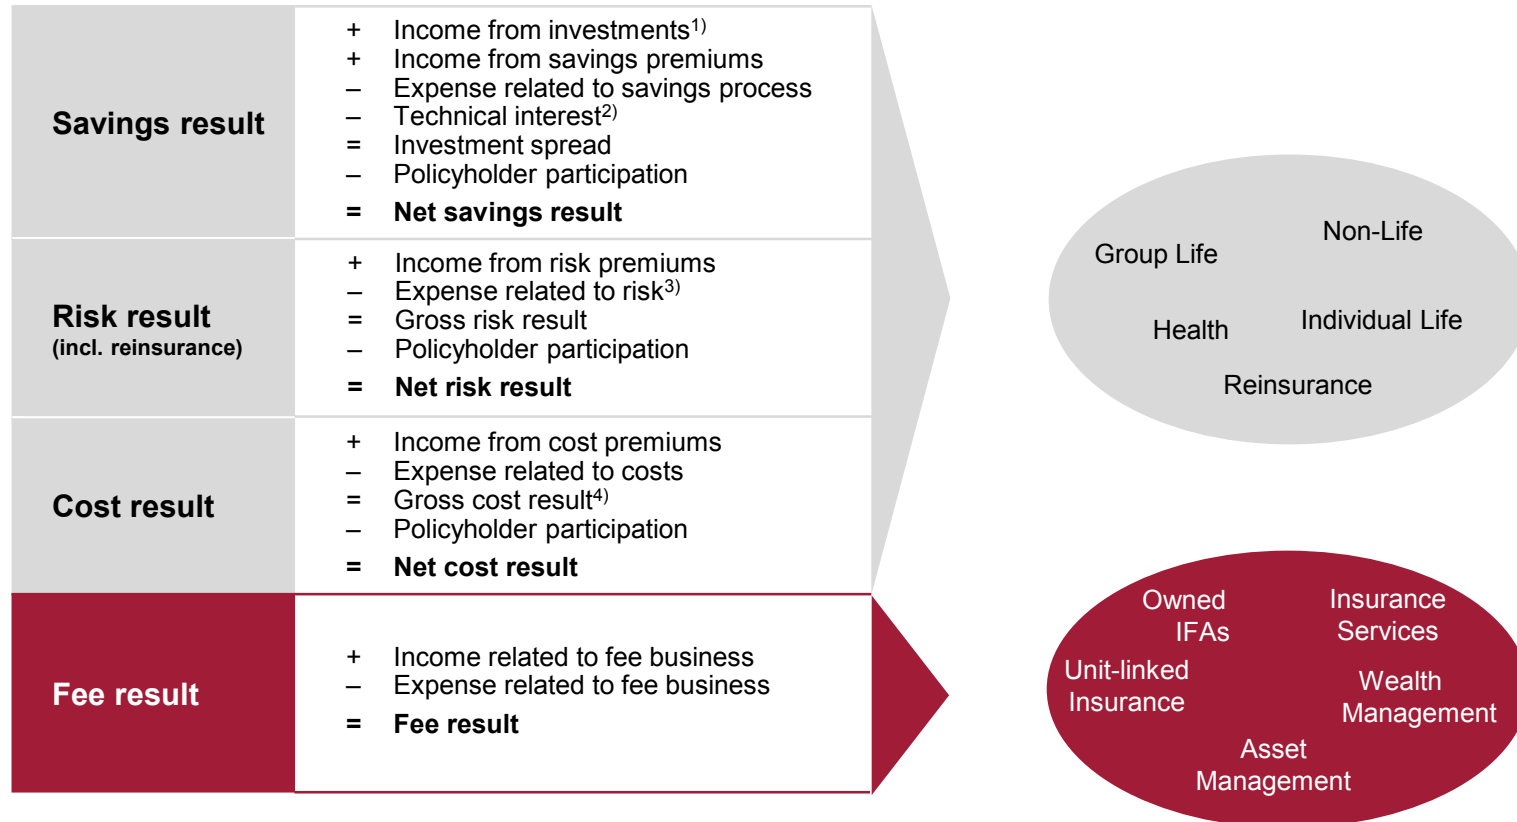 Savings result
+ Income from investments1)
+ Income from savings premiums
– Expense related to savings process
– Technical interest2)
= Investment spread
– Policyholder participation
= Net savings result
Risk result
(incl. reinsurance)
+ Income from risk premiums
– Expense related to risk3)
= Gross risk result
– Policyholder participation
= Net risk result
Cost result
+ Income from cost premiums
– Expense related to costs
= Gross cost result4)
– Policyholder participation
= Net cost result
Fee result
+ Income related to fee business
– Expense related to fee business
= Fee result
Non-Life
Group Life
Individual Life
Health
Reinsurance
Owned
IFAs
Insurance
Services
Unit-linked
Insurance
Wealth
Management
Asset
Management